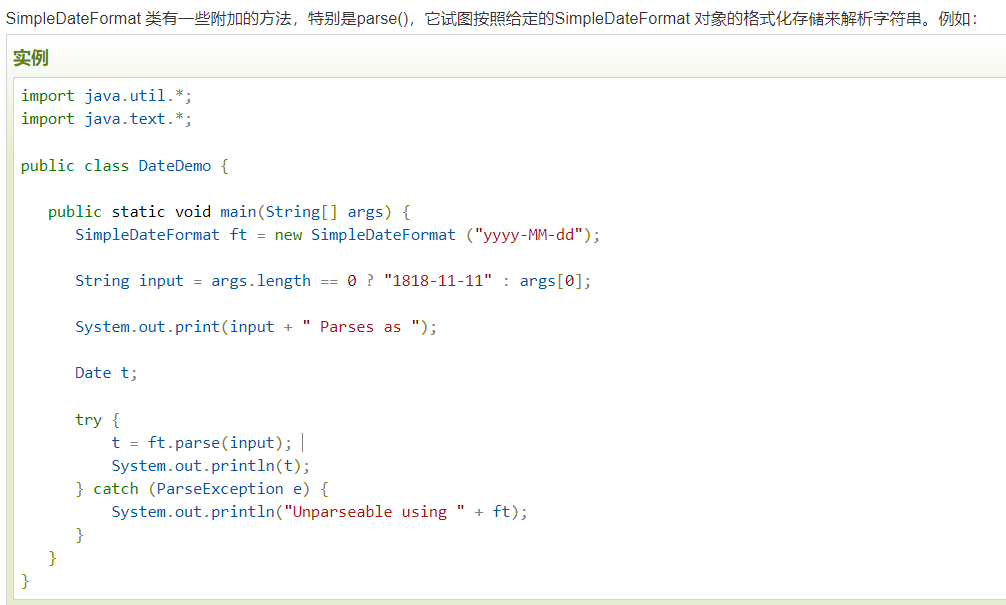 SimpleDateFormat 类有一些附加的方法，特别是parse()，它试图按照给定的SimpleDateFormat 对象的格式化存储来解析字符串。例如：
实例
import java.util.*;
import java.text.*;

public class DateDemo {

   public static void main(String[] args) {
      SimpleDateFormat ft = new SimpleDateFormat ("yyyy-MM-dd");

      String input = args.length == 0 ? "1818-11-11" : args[0];

      System.out.print(input + " Parses as ");

      Date t;

      try {
          t = ft.parse(input);
          System.out.println(t);
      } catch (ParseException e) {
          System.out.println("Unparseable using " + ft);
      }
   }
}